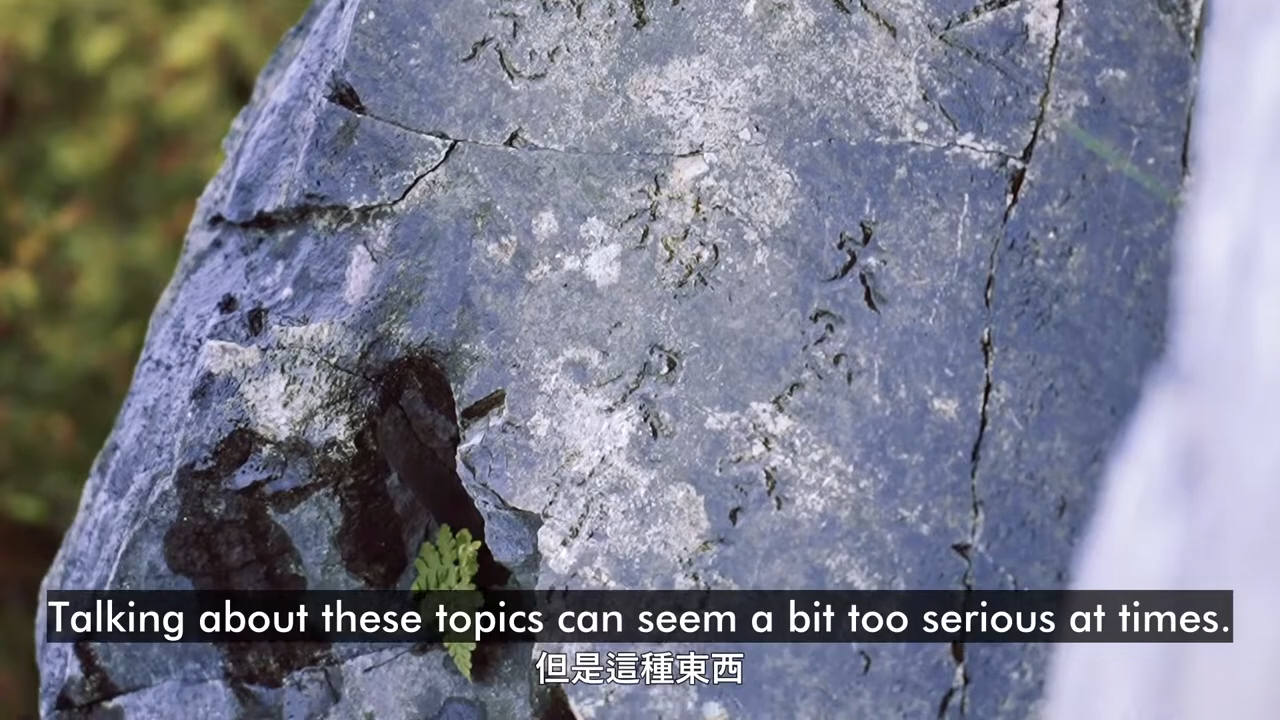 Talking about these topics can seem a bit too serious at times.
但是這種東西